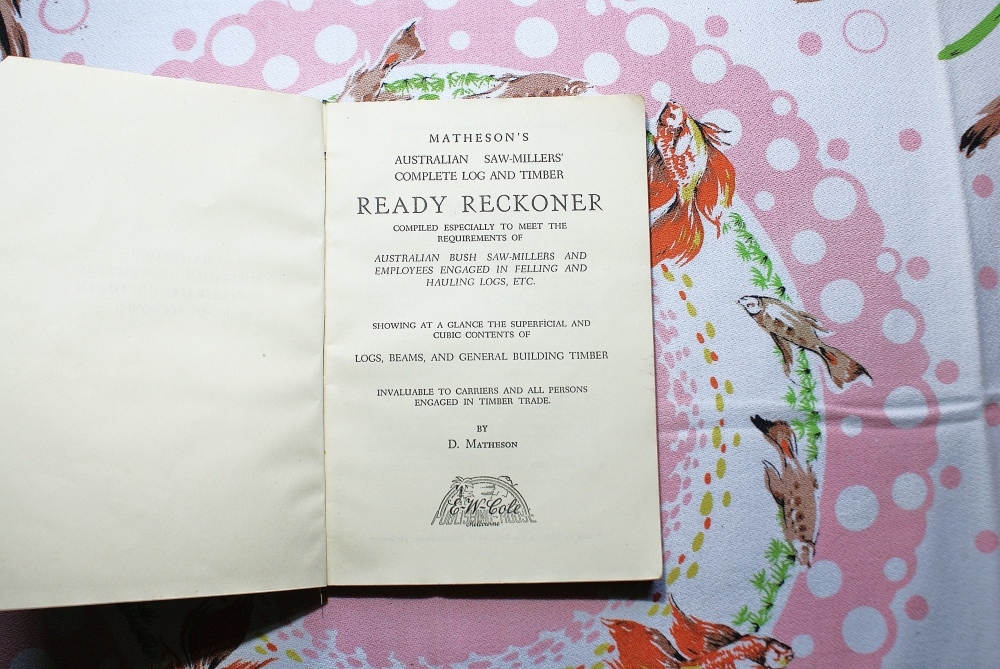 MATHESON'S
AUSTRALIAN SAW-MILLERS'
COMPLETE LOG AND TIMBER
READY RECKONER
COMPILED ESPECIALLY TO MEET THE
REQUIREMENTS OF
AUSTRALIAN BUSH SAW-MILLERS AND
EMPLOYEES ENGAGED IN FELLING AND
HAULING LOGS, ETC.
SHOWING AT A GLANCE THE SUPERFICIAL AND
CUBIC CONTENTS OF
LOGS, BEAMS, AND GENERAL BUILDING TIMBER
INVALUABLE TO CARRIERS AND ALL PERSONS
ENGAGED IN TIMBER TRADE.
BY
D. MATHESON
E·W·Cole
PUBLISHING HOUSE
Melbourne